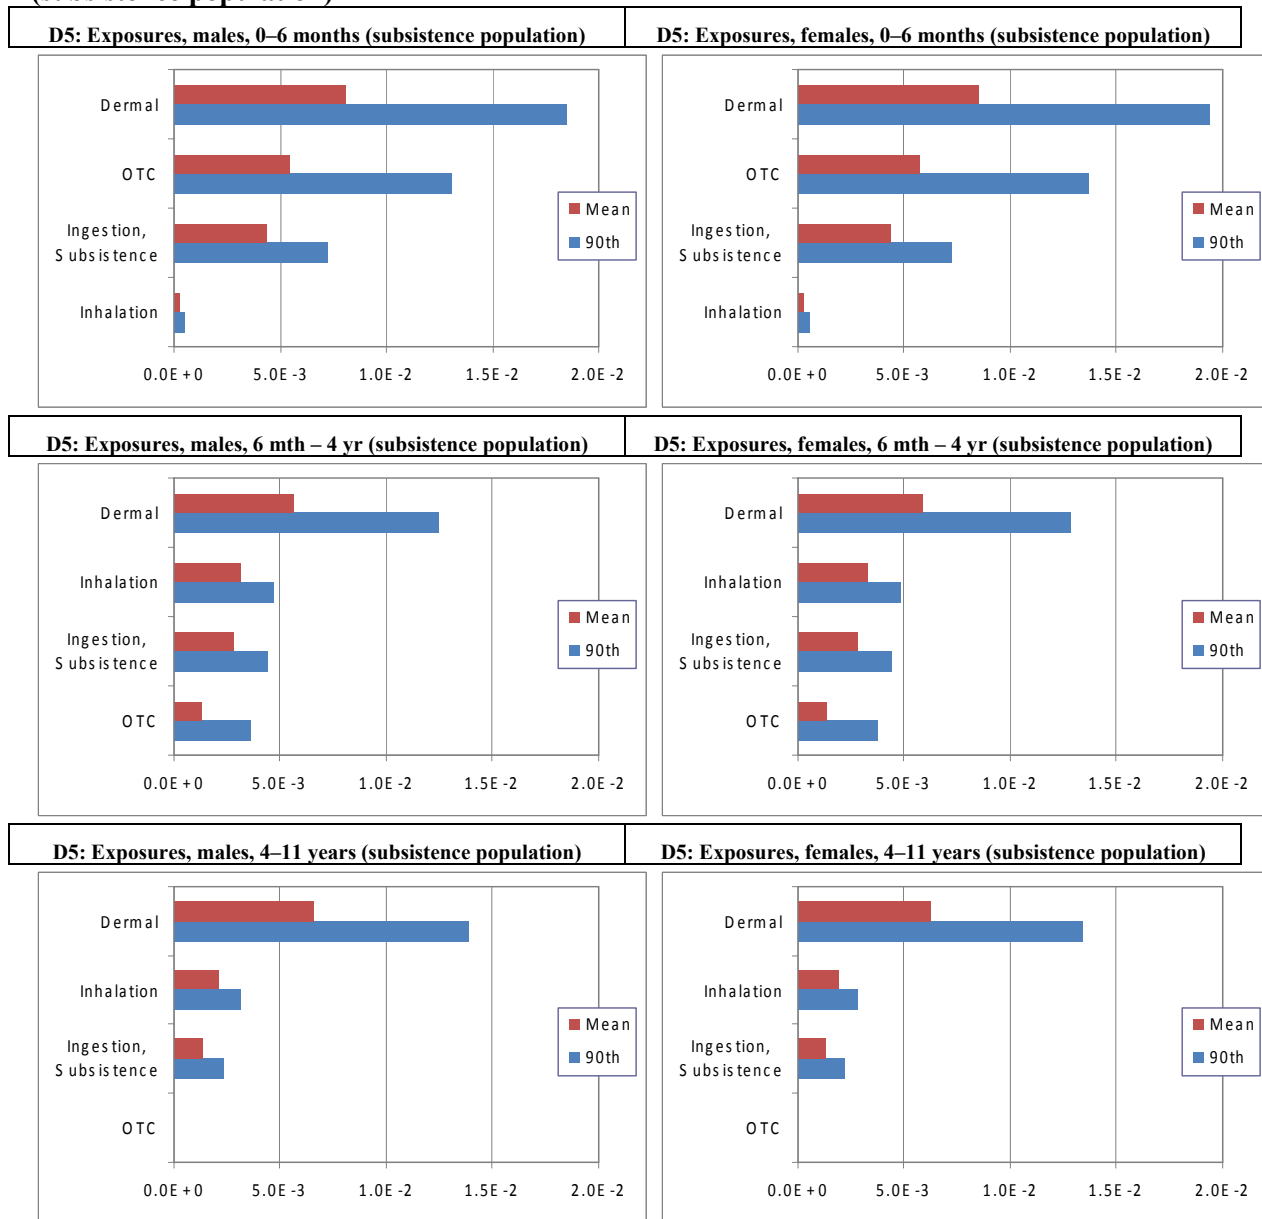 (subsistence population)
D5: Exposures, males, 0–6 months (subsistence population)
D5: Exposures, females, 0–6 months (subsistence population)
Dermal
OTC
Ingestion,
Subsistence
Inhalation
Mean
90th
0.0E+0 5.0E-3 1.0E-2 1.5E-2 2.0E-2
Dermal
OTC
Ingestion,
Subsistence
Inhalation
Mean
90th
0.0E+0 5.0E-3 1.0E-2 1.5E-2 2.0E-2
D5: Exposures, males, 6 mth – 4 yr (subsistence population)
D5: Exposures, females, 6 mth – 4 yr (subsistence population)
Dermal
Inhalation
Ingestion,
Subsistence
OTC
Mean
90th
0.0E+0 5.0E-3 1.0E-2 1.5E-2 2.0E-2
Dermal
Inhalation
Ingestion,
Subsistence
OTC
Mean
90th
0.0E+0 5.0E-3 1.0E-2 1.5E-2 2.0E-2
D5: Exposures, males, 4–11 years (subsistence population)
D5: Exposures, females, 4–11 years (subsistence population)
Dermal
Inhalation
Ingestion,
Subsistence
OTC
Mean
90th
0.0E+0 5.0E-3 1.0E-2 1.5E-2 2.0E-2
Dermal
Inhalation
Ingestion,
Subsistence
OTC
Mean
90th
0.0E+0 5.0E-3 1.0E-2 1.5E-2 2.0E-2